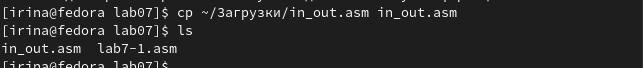 [irina@fedora lab07]$ cp ~/Загрузки/in_out.asm in_out.asm
[irina@fedora lab07]$ ls
in_out.asm  lab7-1.asm
[irina@fedora lab07]$